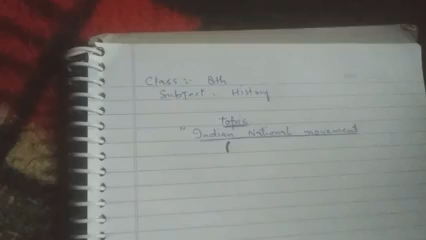 Class:- 8th
Subject: History
topic
" Indian National movement
(